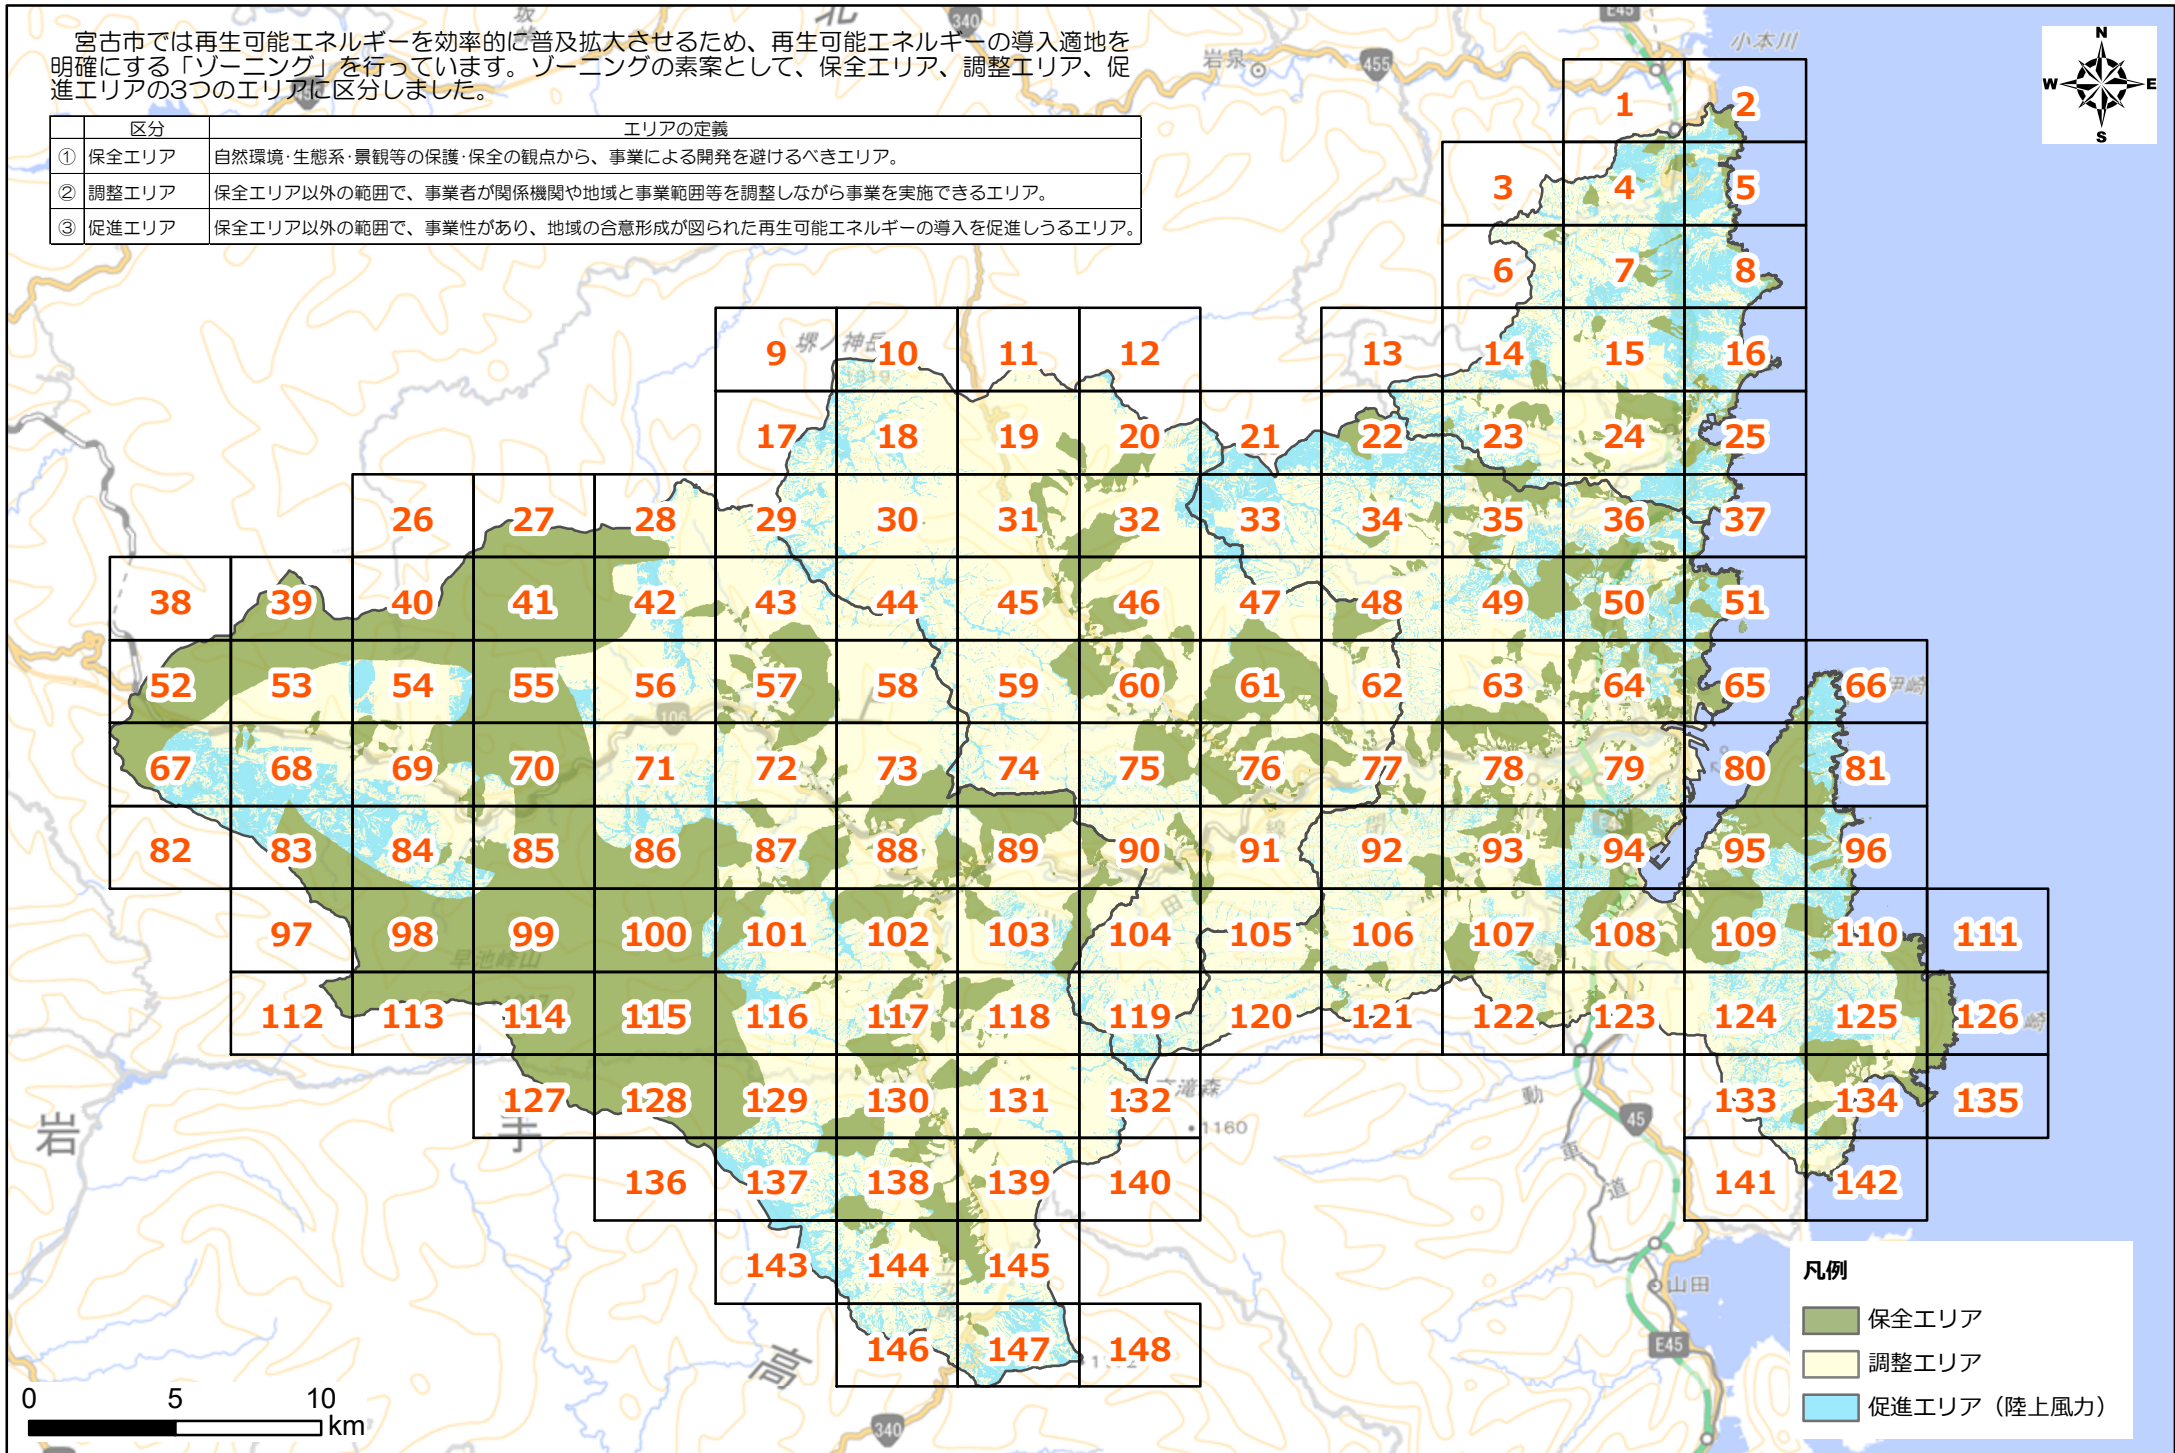 宮古市では再生可能エネルギーを効率的に普及拡大させるため、再生可能エネルギーの導入適地を
明確にする「ゾーニング」を行っています。ゾーニングの素案として、保全エリア、調整エリア、促
進エリアの3つのエリアに区分しました。
区分 エリアの定義
① 保全エリア 自然環境・生態系・景観等の保護・保全の観点から、事業による開発を避けるべきエリア。
② 調整エリア 保全エリア以外の範囲で、事業者が関係機関や地域と事業範囲等を調整しながら事業を実施できるエリア。
③ 促進エリア 保全エリア以外の範囲で、事業性があり、地域の合意形成が図られた再生可能エネルギーの導入を促進しうるエリア。
N
W E
S
340
E45
小本川
岩泉
455
1 2
3 4 5
6 7 8
堺ノ神岳
9 10 11 12 13 14 15 16
17 18 19 20 21 22 23 24 25
26 27 28 29 30 31 32 33 34 35 36 37
38 39 40 41 42 43 44 45 46 47 48 49 50 51
52 53 54 55 56 57 58 59 60 61 62 63 64 65 66
106
67 68 69 70 71 72 73 74 75 76 77 78 79 80 81
82 83 84 85 86 87 88 89 90 91 92 93 94 95 96
97 98 99 100 101 102 103 104 105 106 107 108 109 110 111
早池峰山
田
112 113 114 115 116 117 118 119 120 121 122 123 124 125 126
崎
127 128 129 130 131 132 133 134 135
岩
手
1160
動
車
道
45
136 137 138 139 140 141 142
143 144 145
山田
146 147 148
高
340
E45
凡例
保全エリア
調整エリア
促進エリア（陸上風力）
0 5 10
km